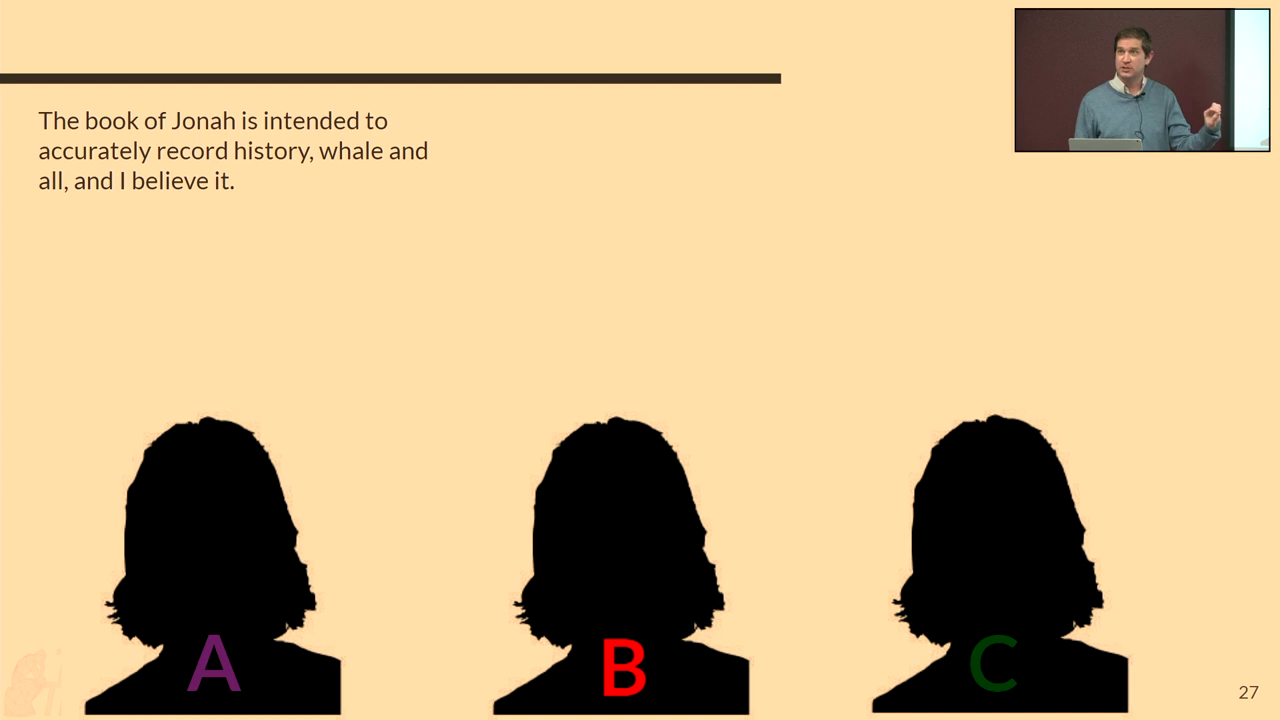 The book of Jonah is intended to
accurately record history, whale and
all, and I believe it.
A
B
C
27